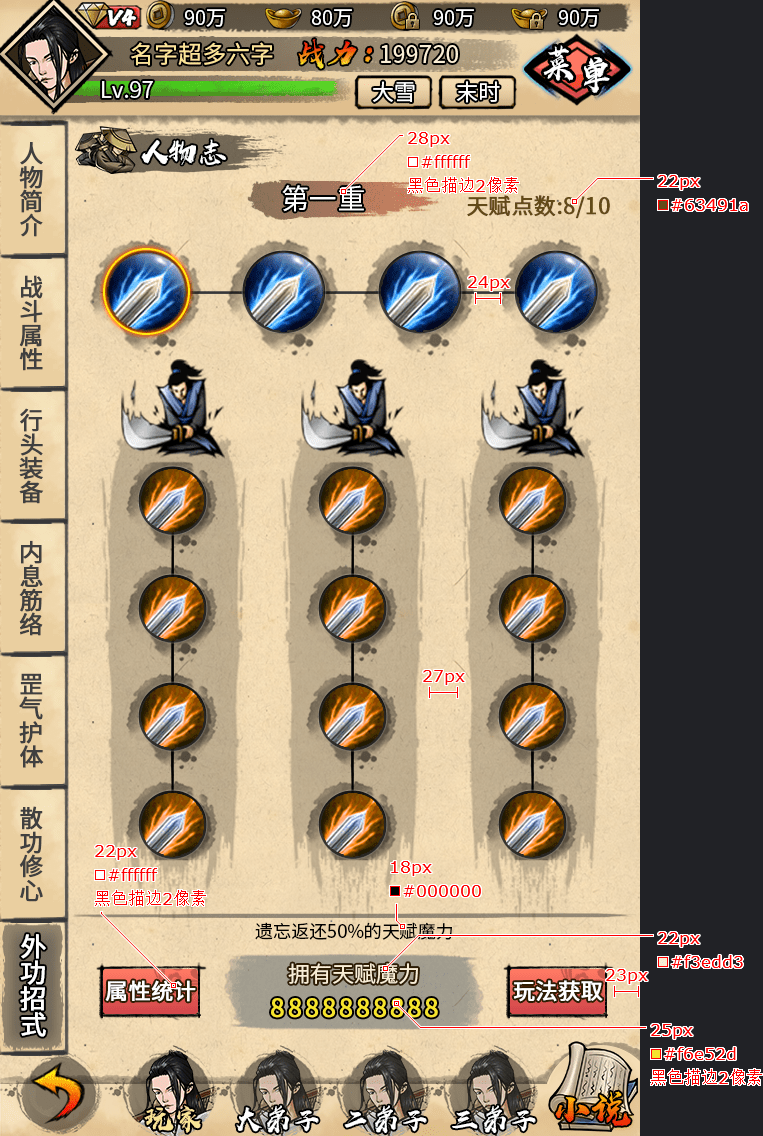 V4 90万 80万 90万 90万
名字超多六字 战力：199720
菜单
Lv.97 大雪 末时
人物志
28px
#ffffff
黑色描边2像素
第一重
22px
#63491a
天赋点数:8/10
24px
人物简介
战斗属性
行头装备
内息筋络
罡气护体
散功修心
外功招式
27px
22px
#ffffff
黑色描边2像素
18px
#000000
遗忘返还50%的天赋魔力
22px
#f3edd3
拥有天赋魔力
属性统计
玩法获取
23px
8888888888
25px
#f6e52d
黑色描边2像素
玩家 大弟子 二弟子 三弟子 小说